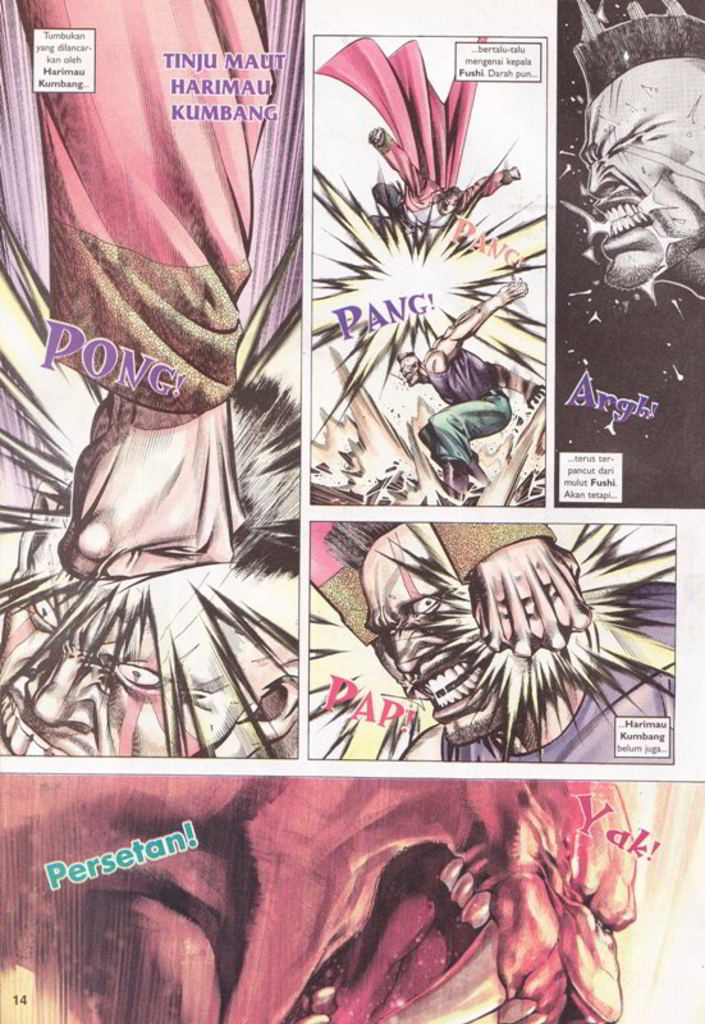 Tumbukan
yang dilancar-
kan oleh
Harimau
Kumbang...
TINJU MAUT
HARIMAU
KUMBANG
PONG!
...bertalu-talu
mengenai kepala
Fushi. Darah pun...
PANG!
PANG!
Argh!
...terus ter-
pancut dari
mulut Fushi.
Akan tetapi...
PAP!
...Harimau
Kumbang
belum juga...
Persetan!
Yak!
14